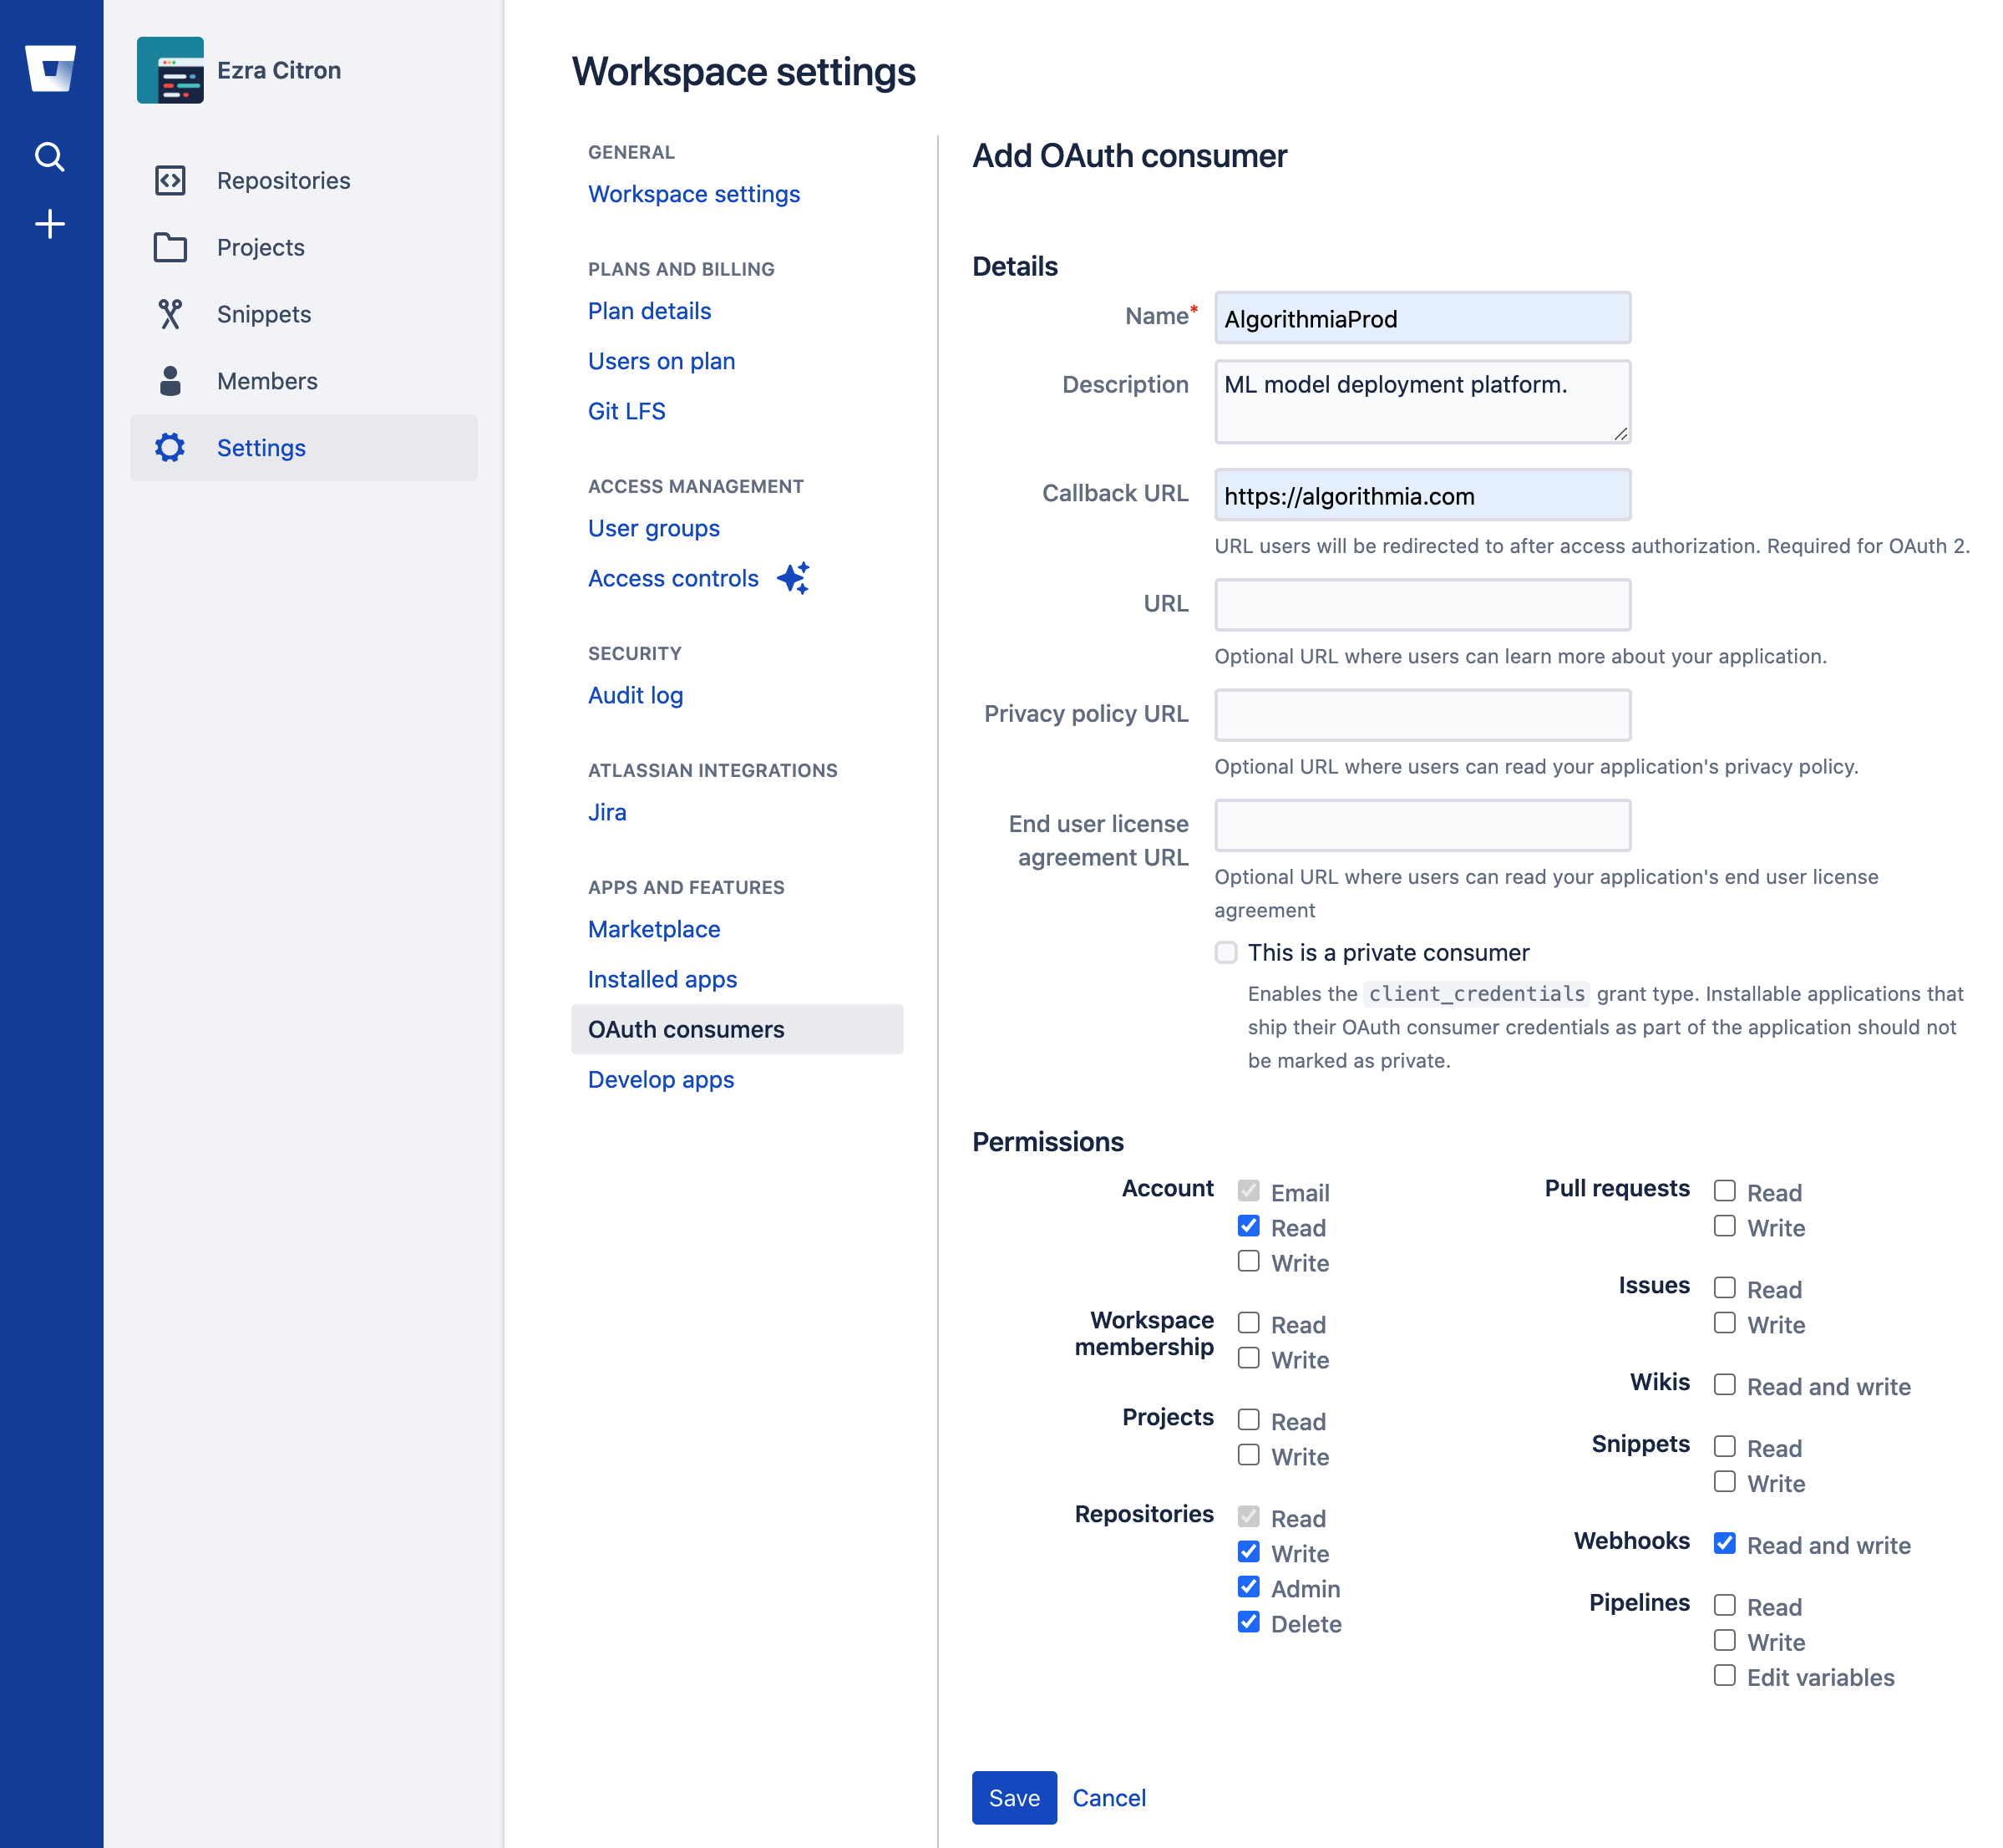 Ezra Citron
Repositories
Projects
Snippets
Members
Settings
Workspace settings
GENERAL
Workspace settings
PLANS AND BILLING
Plan details
Users on plan
Git LFS
ACCESS MANAGEMENT
User groups
Access controls
SECURITY
Audit log
ATLASSIAN INTEGRATIONS
Jira
APPS AND FEATURES
Marketplace
Installed apps
OAuth consumers
Develop apps
Add OAuth consumer
Details
Name* AlgorithmiaProd
Description ML model deployment platform.
Callback URL https://algorithmia.com
URL users will be redirected to after access authorization. Required for OAuth 2.
URL
Optional URL where users can learn more about your application.
Privacy policy URL
Optional URL where users can read your application's privacy policy.
End user license
agreement URL
Optional URL where users can read your application's end user license
agreement
This is a private consumer
Enables the client_credentials grant type. Installable applications that
ship their OAuth consumer credentials as part of the application should not
be marked as private.
Permissions
Account Email
Read
Write
Workspace
membership
Read
Write
Projects Read
Write
Repositories Read
Write
Admin
Delete
Pull requests Read
Write
Issues Read
Write
Wikis Read and write
Snippets Read
Write
Webhooks Read and write
Pipelines Read
Write
Edit variables
Save Cancel